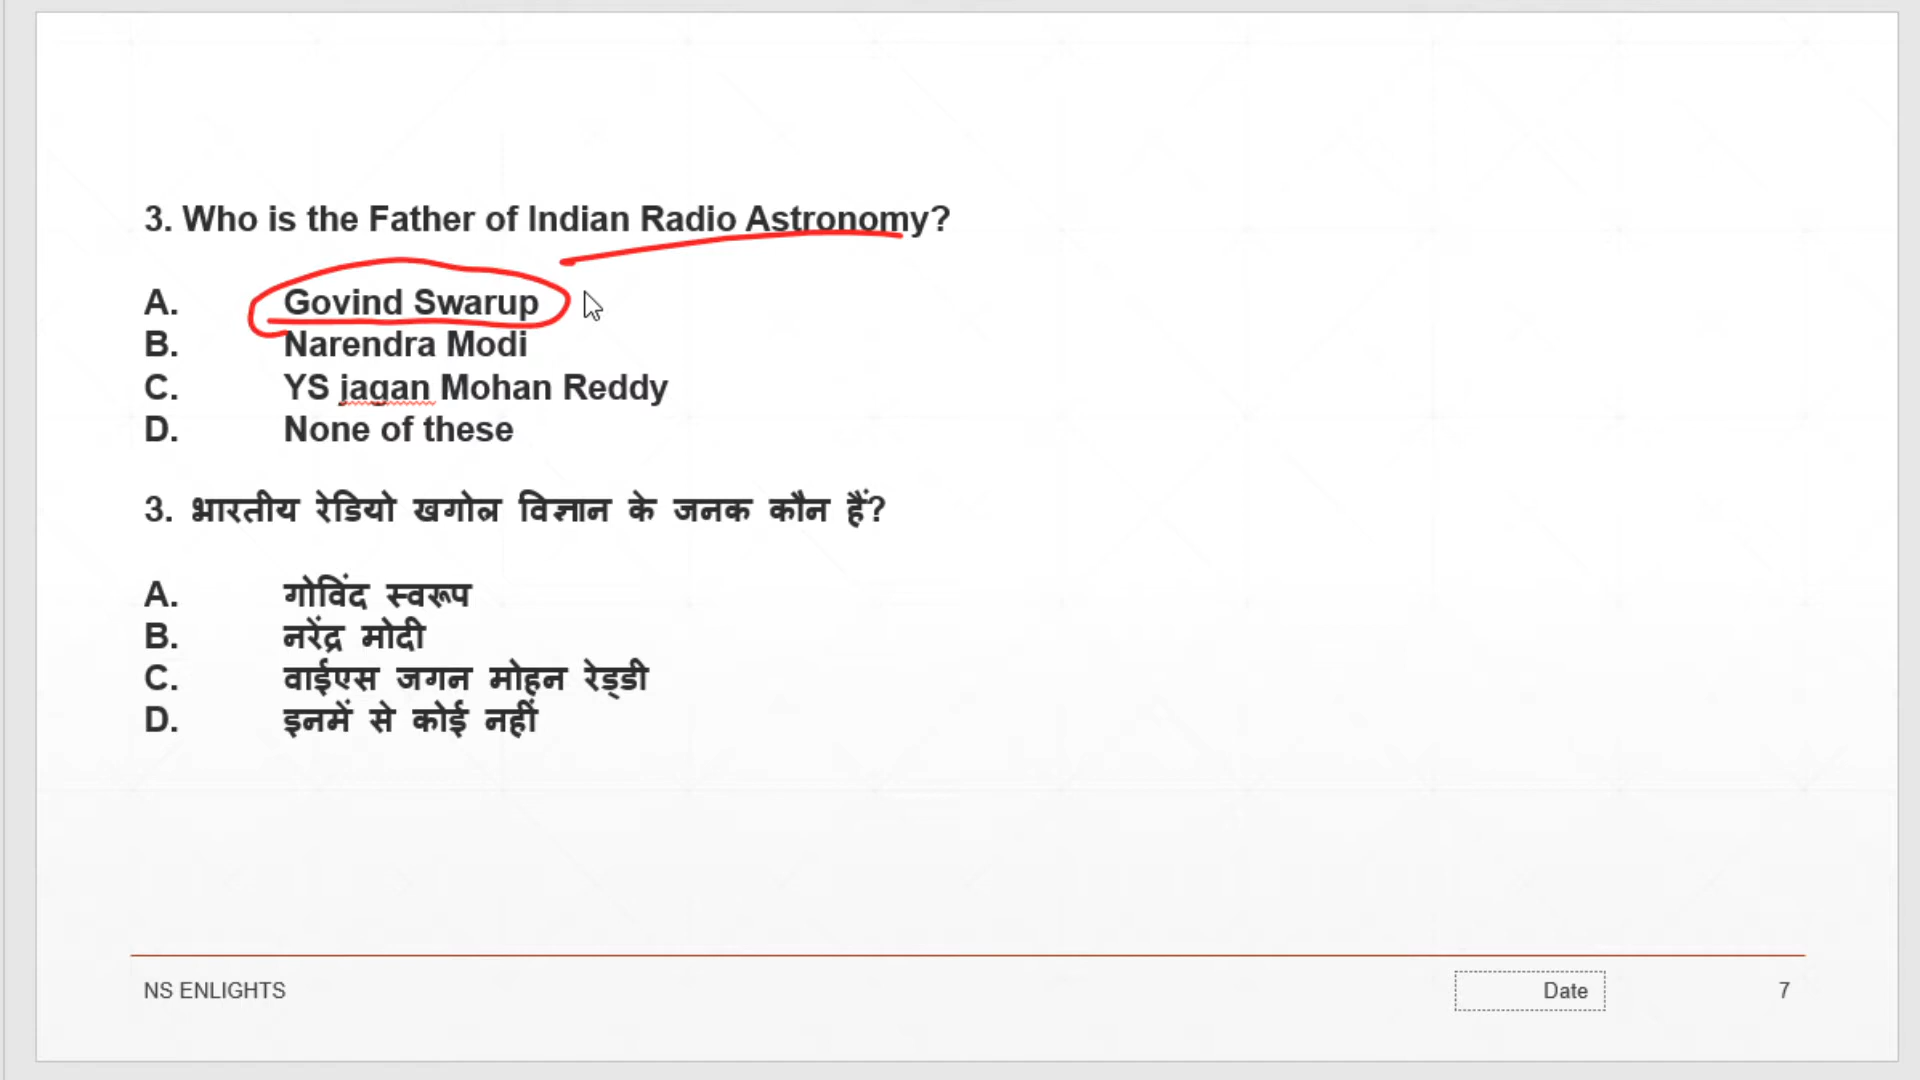 3. Who is the Father of Indian Radio Astronomy?
A. Govind Swarup
B. Narendra Modi
C. YS jagan Mohan Reddy
D. None of these
3. भारतीय रेडियो खगोल विज्ञान के जनक कौन हैं?
A. गोविंद स्वरूप
B. नरेंद्र मोदी
C. वाईएस जगन मोहन रेड्डी
D. इनमें से कोई नहीं
NS ENLIGHTS Date 7